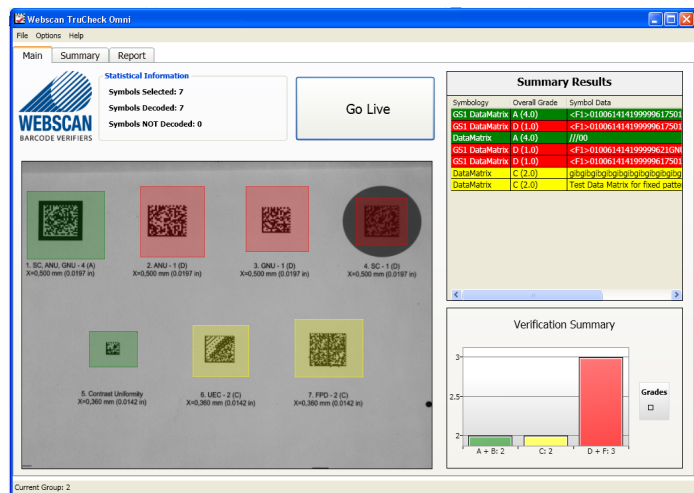 Webscan TruCheck Omni
File Options Help
Main Summary Report
WEBSCAN
BARCODE VERIFIERS
Statistical Information
Symbols Selected: 7
Symbols Decoded: 7
Symbols NOT Decoded: 0
Go Live
1. SC, ANU, GNU - 4 (A)
X=0,500 mm (0.0197 in)
2. ANU - 1 (D)
X=0,500 mm (0.0197 in)
3. GNU - 1 (D)
X=0,500 mm (0.0197 in)
4. SC - 1 (D)
X=0,500 mm (0.0197 in)
5. Contrast Uniformity
X=0,360 mm (0.0142 in)
6. UEC - 2 (C)
X=0,360 mm (0.0142 in)
7. FPD - 2 (C)
X=0,360 mm (0.0142 in)
Summary Results
Symbology Overall Grade Symbol Data
GS1 DataMatrix A (4.0) <F1>010061414199999617501
GS1 DataMatrix D (1.0) <F1>010061414199999617501
DataMatrix A (4.0) ///00
GS1 DataMatrix D (1.0) <F1>010061414199999621GNU
GS1 DataMatrix D (1.0) <F1>010061414199999617501
DataMatrix C (2.0) gibgibgibgibgibgibgibgibgibg
DataMatrix C (2.0) Test Data Matrix for fixed patte
Verification Summary
3
2.5
2
A + B: 2 C: 2 D + F: 3
Grades
Current Group: 2